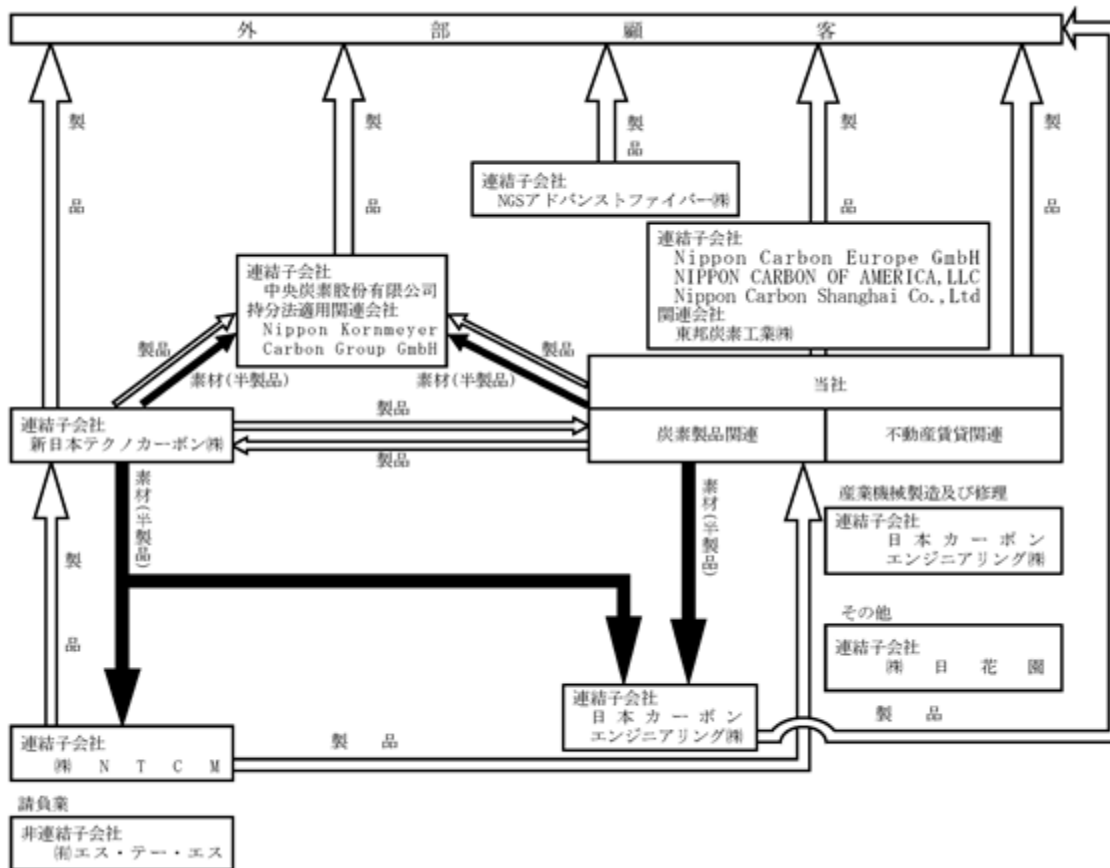 外部顧客
製品
製品
製品
製品
製品
連結子会社
NGSアドバンストファイバー㈱
連結子会社
Nippon Carbon Europe GmbH
NIPPON CARBON OF AMERICA,LLC
Nippon Carbon Shanghai Co.,Ltd
関連会社
東邦炭素工業㈱
連結子会社
中央炭素股份有限公司
持分法適用関連会社
Nippon Kornmeyer
Carbon Group GmbH
製品
素材(半製品)
製品
素材(半製品)
当社
炭素製品関連
不動産賃貸関連
連結子会社
新日本テクノカーボン㈱
製品
製品
素材(半製品)
素材(半製品)
製品
産業機械製造及び修理
連結子会社
日本カーボン
エンジニアリング㈱
その他
連結子会社
㈱日花園
連結子会社
日本カーボン
エンジニアリング㈱
製品
連結子会社
㈱NTCM
製品
請負業
非連結子会社
㈲エス・テー・エス